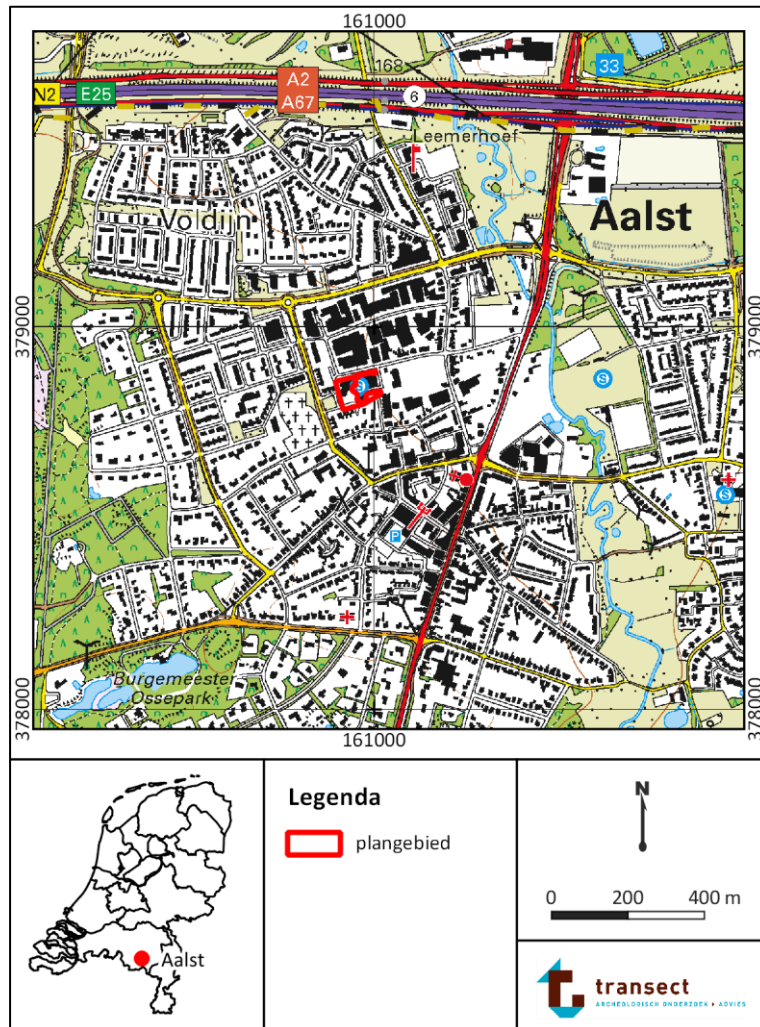 161000
168
33
A2
N2
E25
A67
6
Leemerhoef
Voldijn
Aalst
379000
379000
S
S
S
P
Burgemeester
Ossepark
378000
378000
161000
Legenda
plangebied
N
0 200 400 m
Aalst
transect
ARCHEOLOGISCH ONDERZOEK & ADVIES